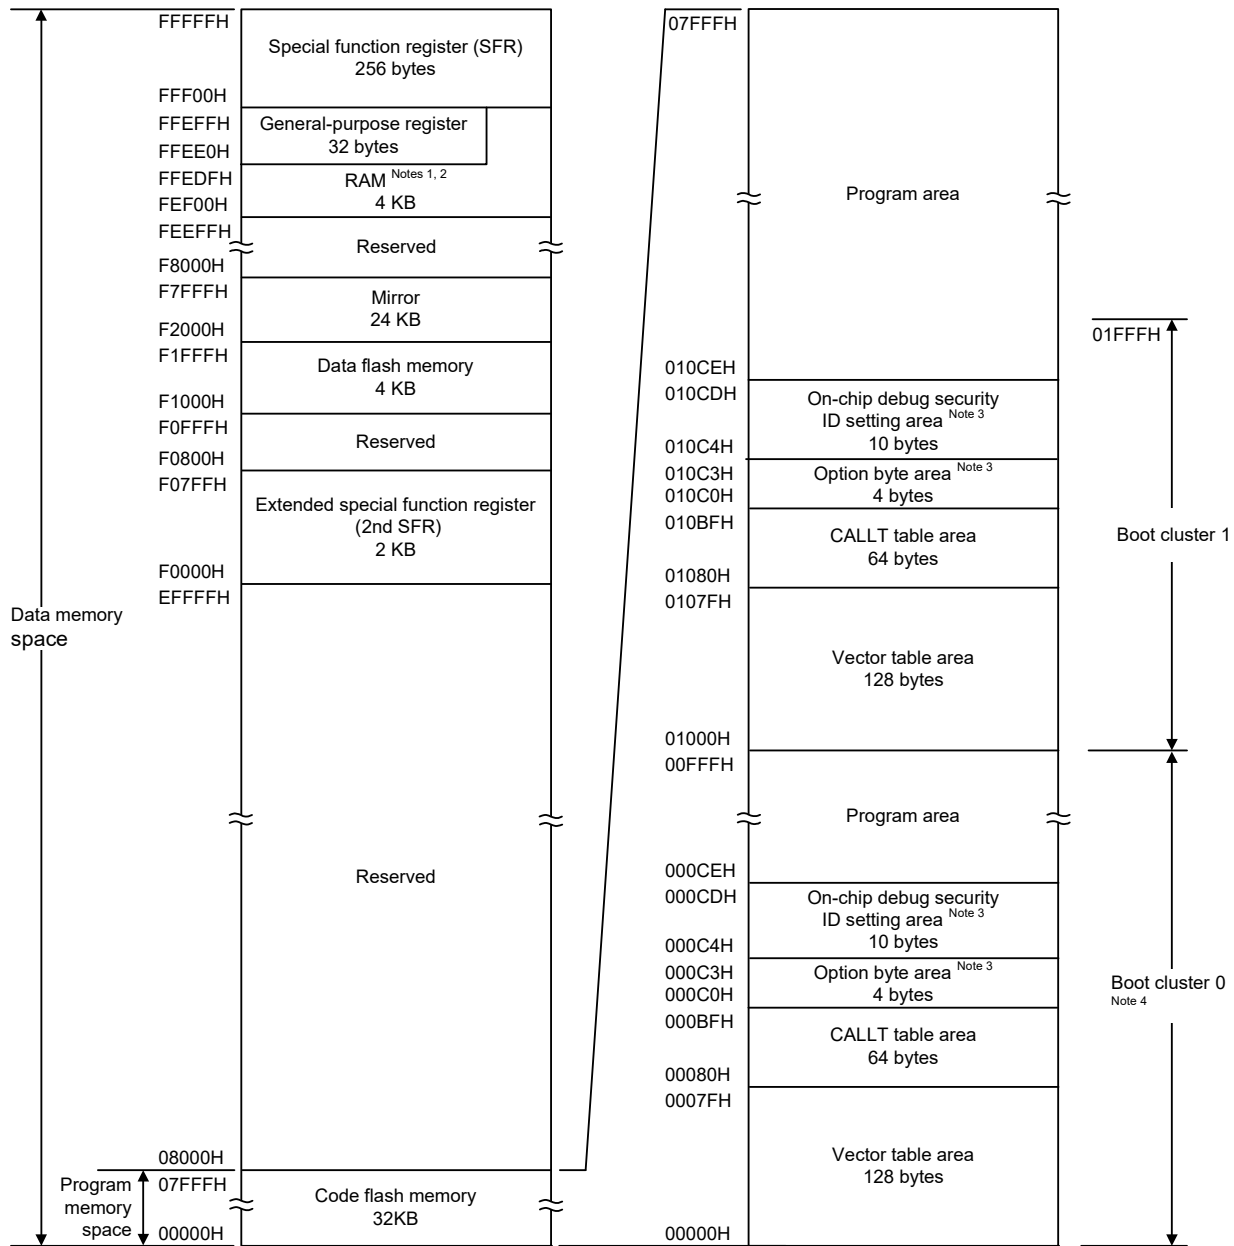 FFFFFH
Special function register (SFR)
256 bytes
FFF00H
FFEFFH
General-purpose register
32 bytes
FFEE0H
FFEDFH
RAM Notes 1, 2
4 KB
FEF00H
FEEFFH
Reserved
F8000H
F7FFFH
Mirror
24 KB
F2000H
F1FFFH
Data flash memory
4 KB
F1000H
F0FFFH
Reserved
F0800H
F07FFH
Extended special function register
(2nd SFR)
2 KB
F0000H
EFFFFH
Data memory
space
Reserved
08000H
Program
memory
space
07FFFH
Code flash memory
32KB
00000H
07FFFH
Program area
01FFFH
010CEH
010CDH
On-chip debug security
ID setting area Note 3
10 bytes
010C4H
010C3H
Option byte area Note 3
4 bytes
010C0H
010BFH
CALLT table area
64 bytes
Boot cluster 1
01080H
0107FH
Vector table area
128 bytes
01000H
00FFFH
Program area
000CEH
000CDH
On-chip debug security
ID setting area Note 3
10 bytes
000C4H
000C3H
Option byte area Note 3
4 bytes
000C0H
Boot cluster 0
Note 4
000BFH
CALLT table area
64 bytes
00080H
0007FH
Vector table area
128 bytes
00000H